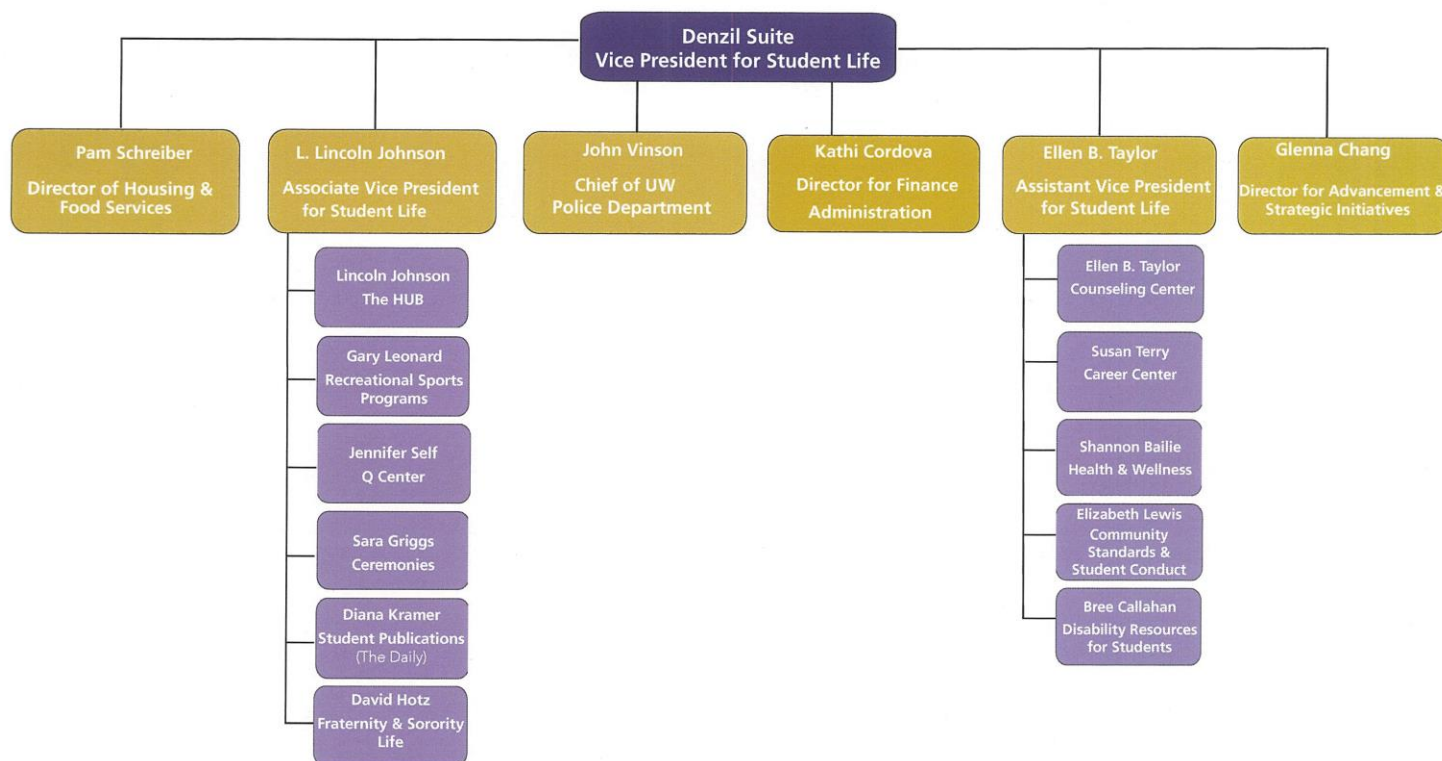 Denzil Suite
Vice President for Student Life
Pam Schreiber
Director of Housing &
Food Services
L. Lincoln Johnson
Associate Vice President
for Student Life
John Vinson
Chief of UW
Police Department
Kathi Cordova
Director for Finance
Administration
Ellen B. Taylor
Assistant Vice President
for Student Life
Glenna Chang
Director for Advancement &
Strategic Initiatives
Lincoln Johnson
The HUB
Gary Leonard
Recreational Sports
Programs
Jennifer Self
Q Center
Sara Griggs
Ceremonies
Diana Kramer
Student Publications
(The Daily)
David Hotz
Fraternity & Sorority
Life
Ellen B. Taylor
Counseling Center
Susan Terry
Career Center
Shannon Bailie
Health & Wellness
Elizabeth Lewis
Community
Standards &
Student Conduct
Bree Callahan
Disability Resources
for Students